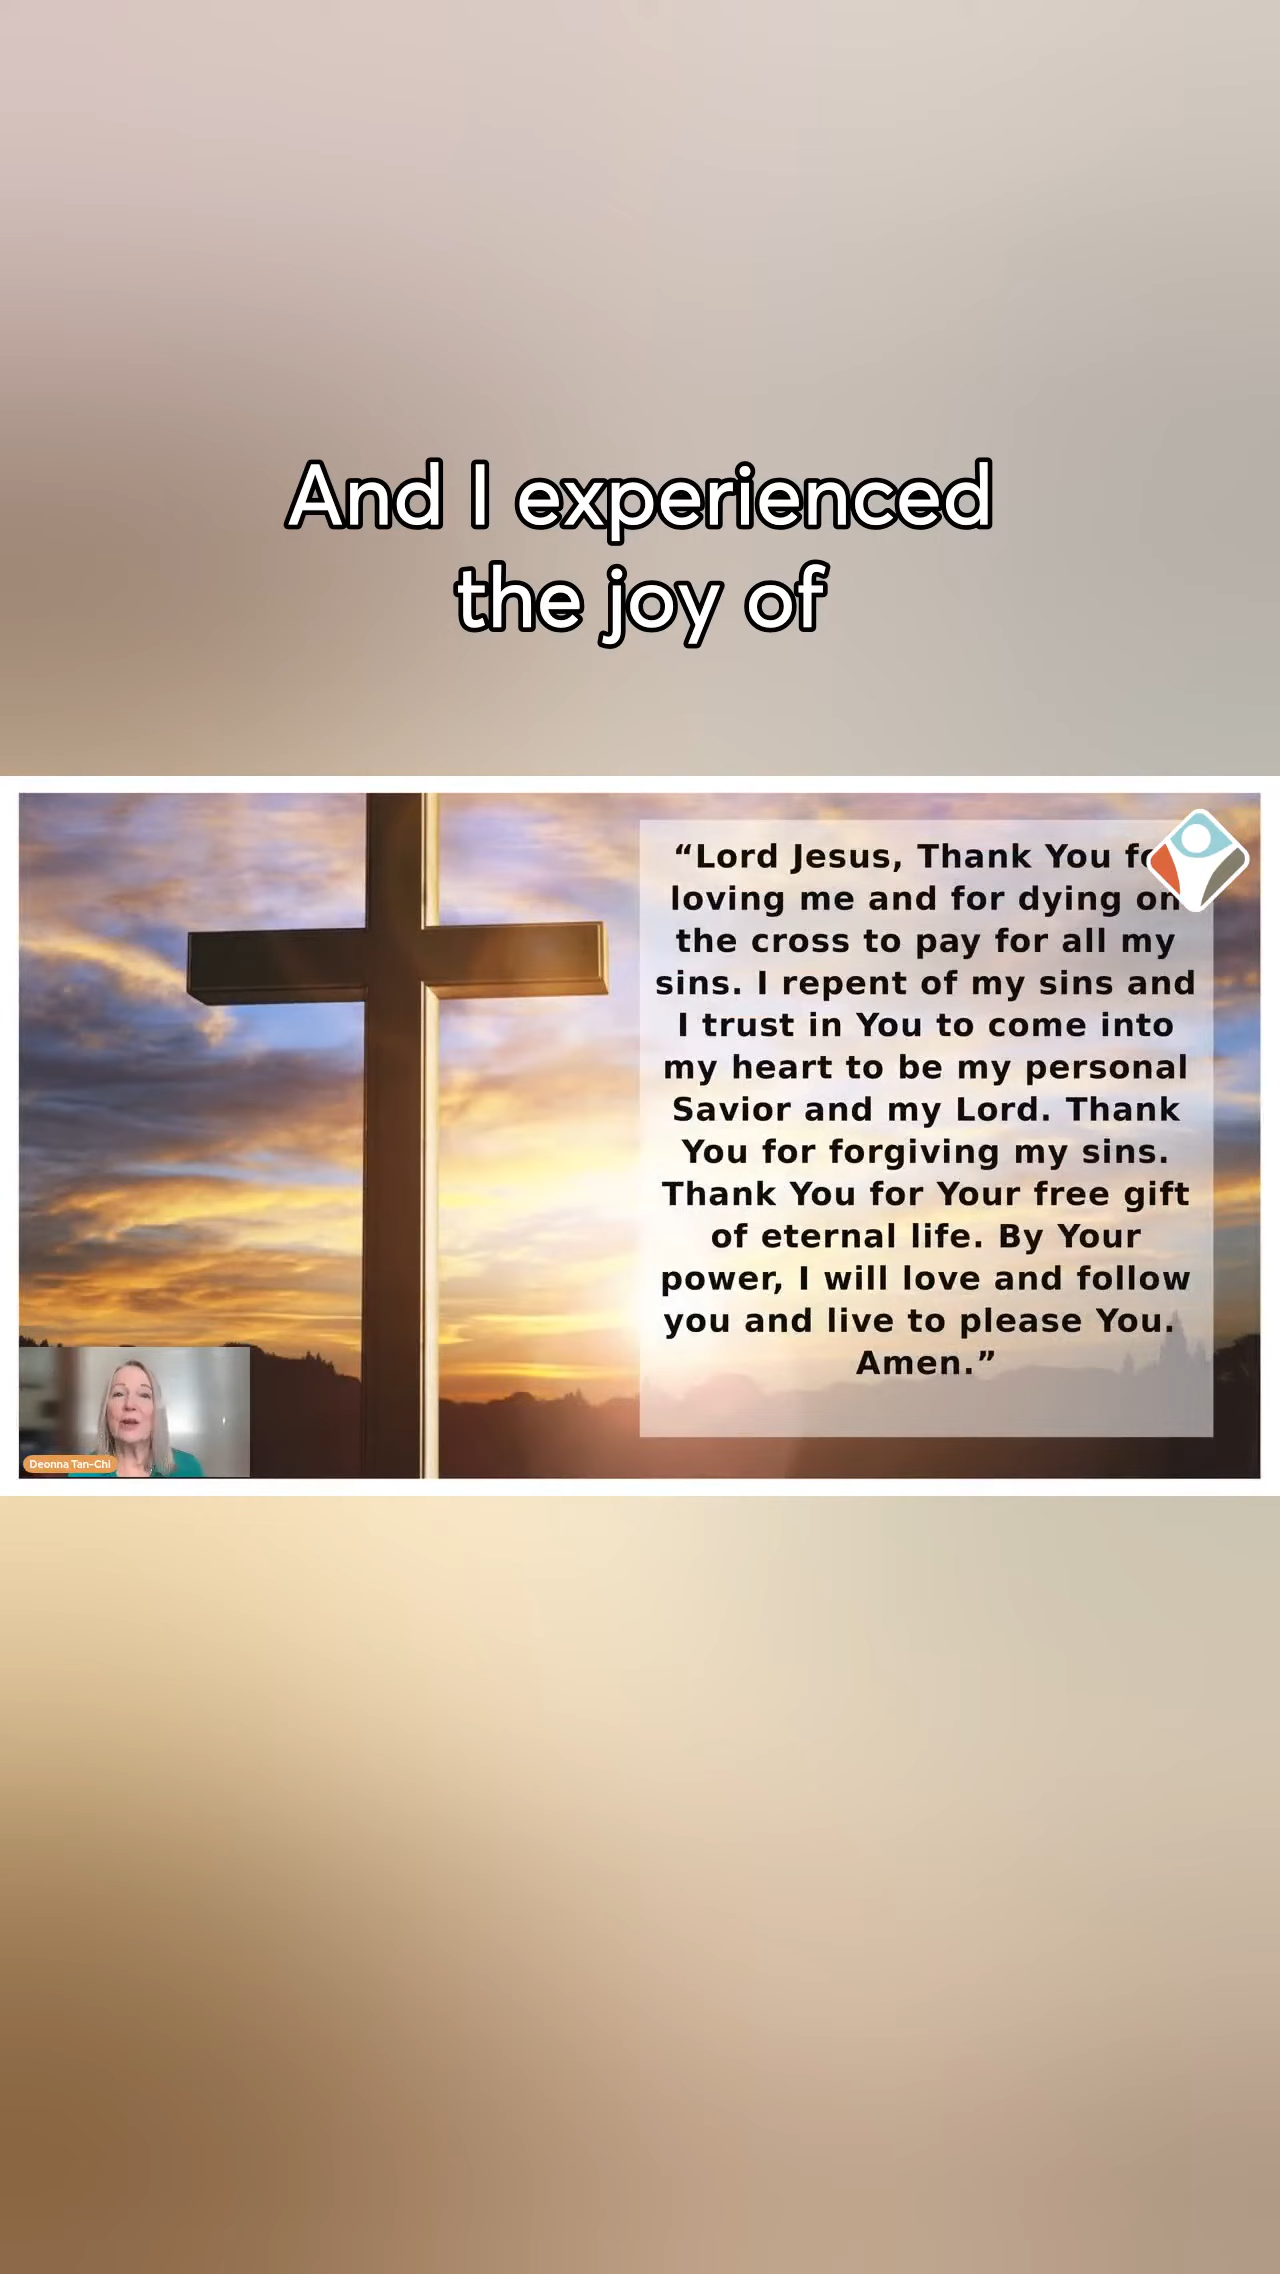 And I experienced
the joy of
“Lord Jesus, Thank You for
loving me and for dying on
the cross to pay for all my
sins. I repent of my sins and
I trust in You to come into
my heart to be my personal
Savior and my Lord. Thank
You for forgiving my sins.
Thank You for Your free gift
of eternal life. By Your
power, I will love and follow
you and live to please You.
Amen.”
Deonna Tan-Chi